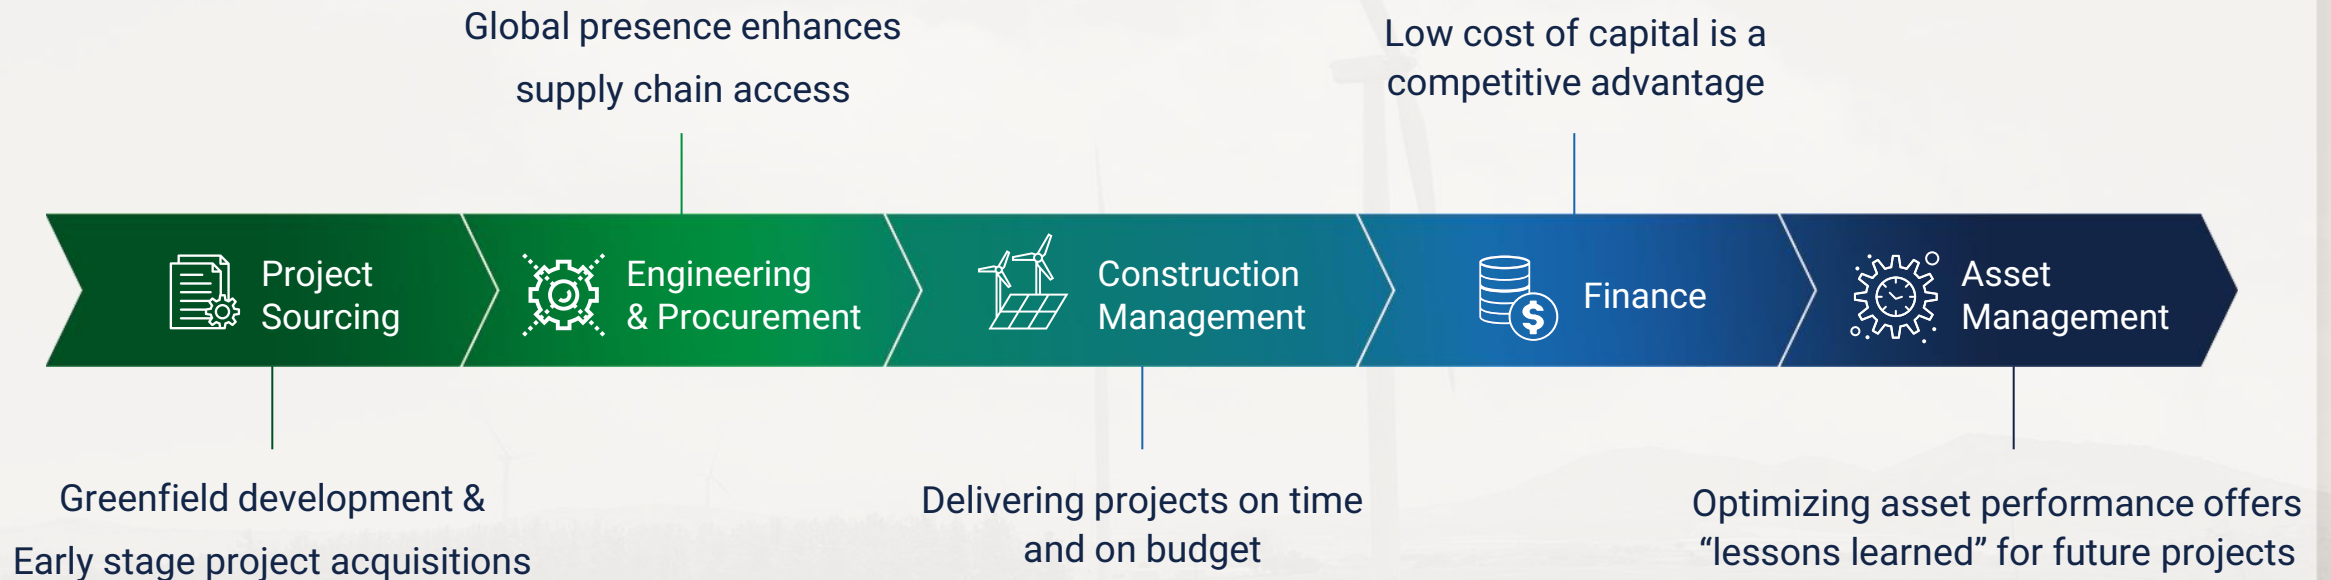 Global presence enhances
supply chain access
Low cost of capital is a
competitive advantage
Project
Sourcing
Engineering
& Procurement
Construction
Management
$
Finance
Asset
Management
Greenfield development &
Early stage project acquisitions
Delivering projects on time
and on budget
Optimizing asset performance offers
“lessons learned” for future projects